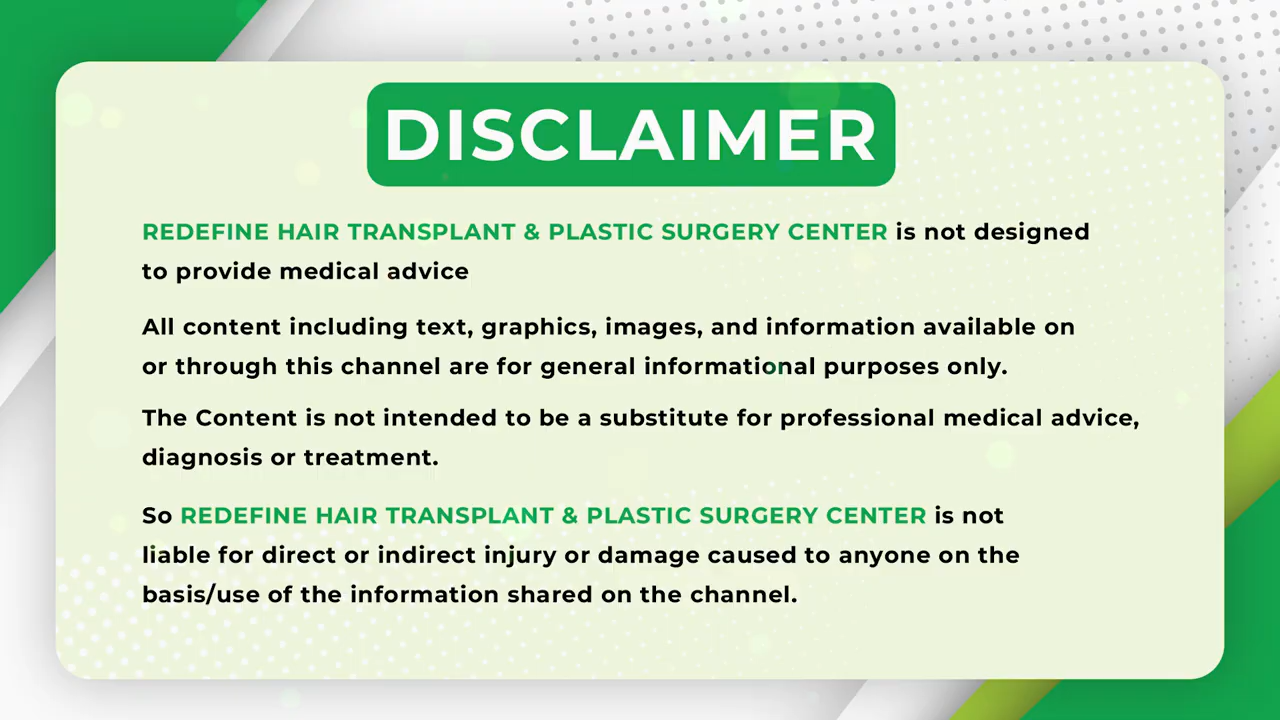 DISCLAIMER
REDEFINE HAIR TRANSPLANT & PLASTIC SURGERY CENTER is not designed
to provide medical advice
All content including text, graphics, images, and information available on
or through this channel are for general informational purposes only.
The Content is not intended to be a substitute for professional medical advice,
diagnosis or treatment.
So REDEFINE HAIR TRANSPLANT & PLASTIC SURGERY CENTER is not
liable for direct or indirect injury or damage caused to anyone on the
basis/use of the information shared on the channel.